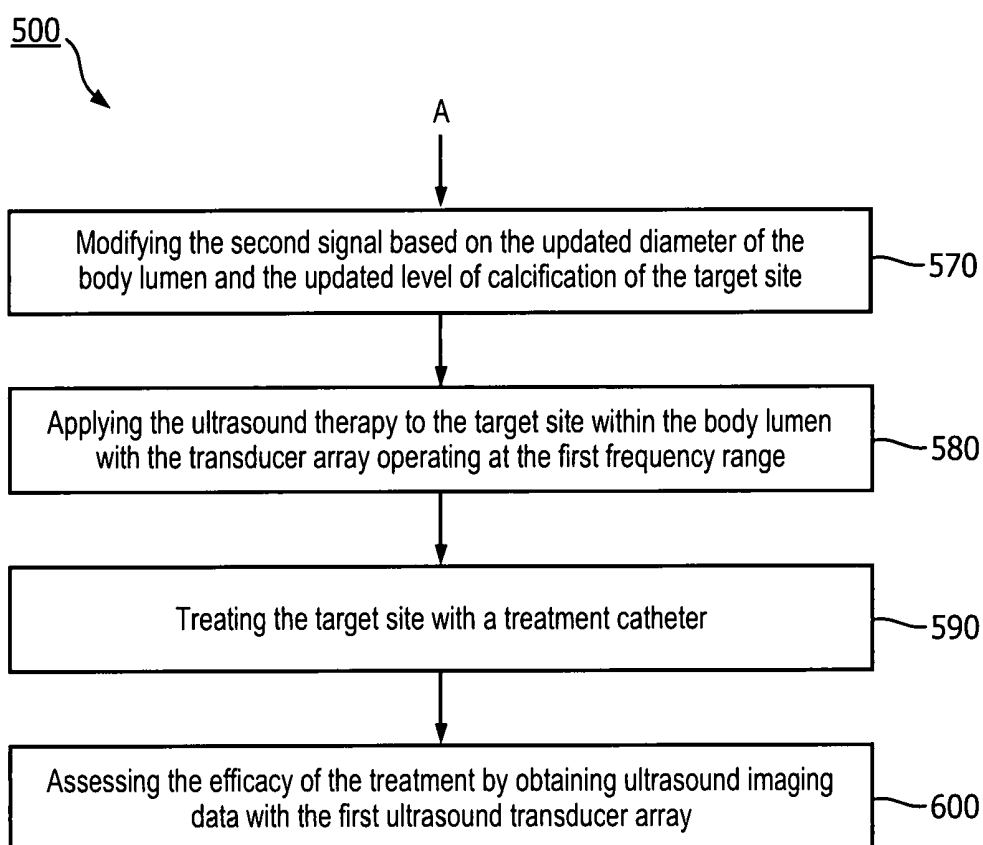 500
A
Modifying the second signal based on the updated diameter of the
body lumen and the updated level of calcification of the target site
570
Applying the ultrasound therapy to the target site within the body lumen
with the transducer array operating at the first frequency range
580
Treating the target site with a treatment catheter
590
Assessing the efficacy of the treatment by obtaining ultrasound imaging
data with the first ultrasound transducer array
600